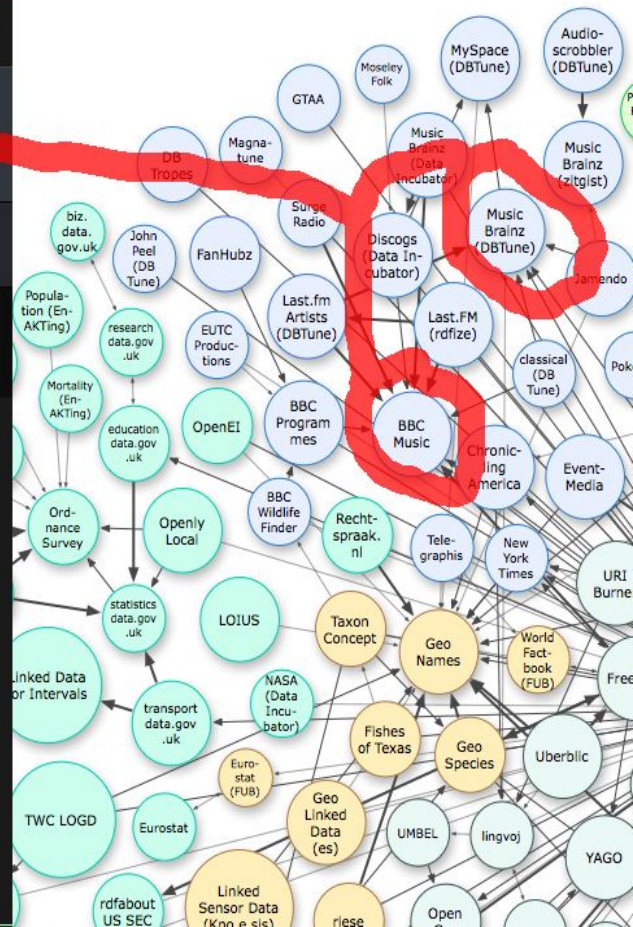 Audio-
scrobbler
(DBTune)
MySpace
(DBTune)
Moseley
Folk
GTAA
Music
Brainz
(Data
Incubator)
Music
Brainz
(zitgist)
Magna-
tune
DB
Tropes
Surge
Radio
Music
Brainz
(DBTune)
biz.
data.
gov.uk
John
Peel
(DB
Tune)
FanHubz
Discogs
(Data In-
cubator)
Jamendo
Popula-
tion (En-
AKTing)
Last.fm
Artists
(DBTune)
Last.FM
(rdfize)
research
data.gov
.uk
EUTC
Produc-
tions
classical
(DB
Tune)
Mortality
(En-
AKTing)
education
data.gov
.uk
OpenEI
BBC
Program
mes
BBC
Music
Chronic-
ling
America
Event-
Media
Ord-
nance
Survey
Openly
Local
BBC
Wildlife
Finder
Recht-
spraak.
nl
Tele-
graphis
New
York
Times
URI
Burne
statistics
data.gov
.uk
LOIUS
Taxon
Concept
Geo
Names
World
Fact-
book
(FUB)
Free
Linked Data
or Intervals
transport
data.gov
.uk
NASA
(Data
Incu-
bator)
Fishes
of Texas
Geo
Species
Uberblic
Euro-
stat
(FUB)
TWC LOGD
Eurostat
Geo
Linked
Data
(es)
UMBEL
lingvoj
YAGO
rdfabout
US SEC
Linked
Sensor Data
(Kno.e.sis)
riese
Open